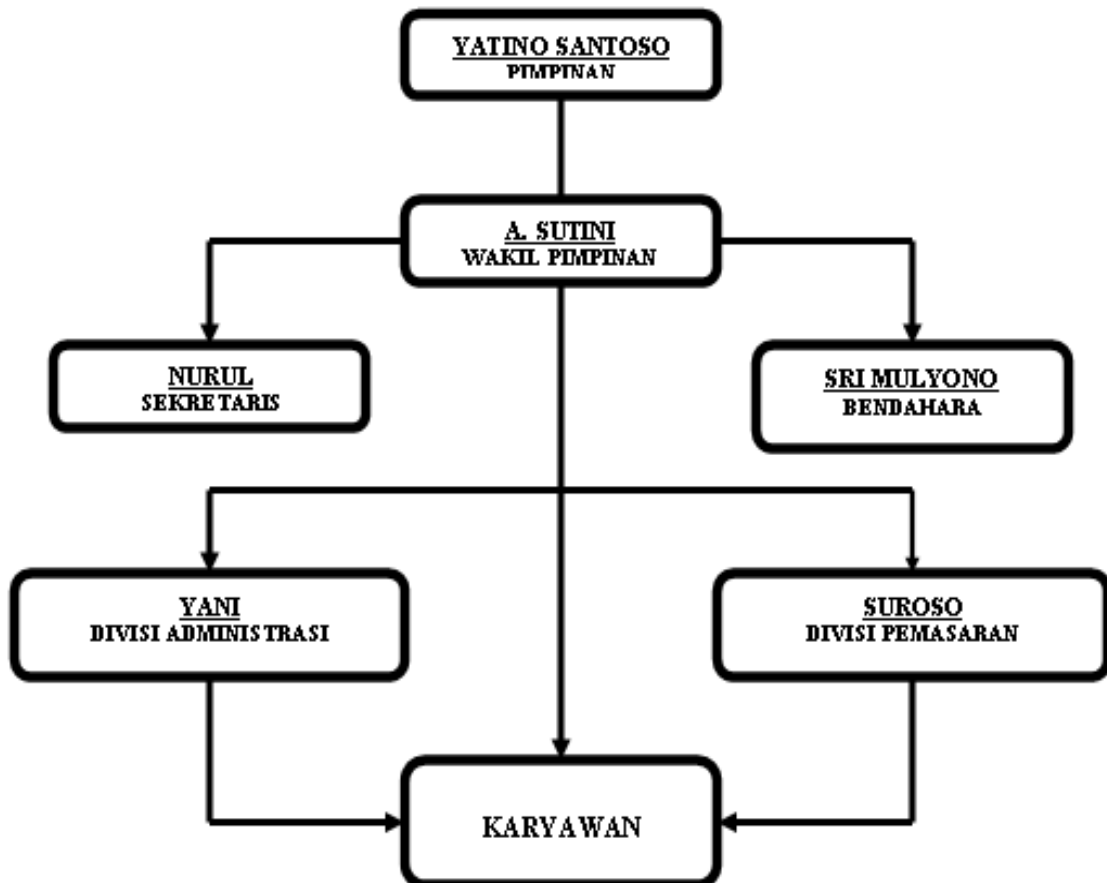 YATINO SANTOSO
PIMPINAN
A. SUTINI
WAKIL PIMPINAN
NURUL
SEKRETARIS
SRI MULYONO
BENDAHARA
YANI
DIVISI ADMINISTRASI
SUROSO
DIVISI PEMASARAN
KARYAWAN